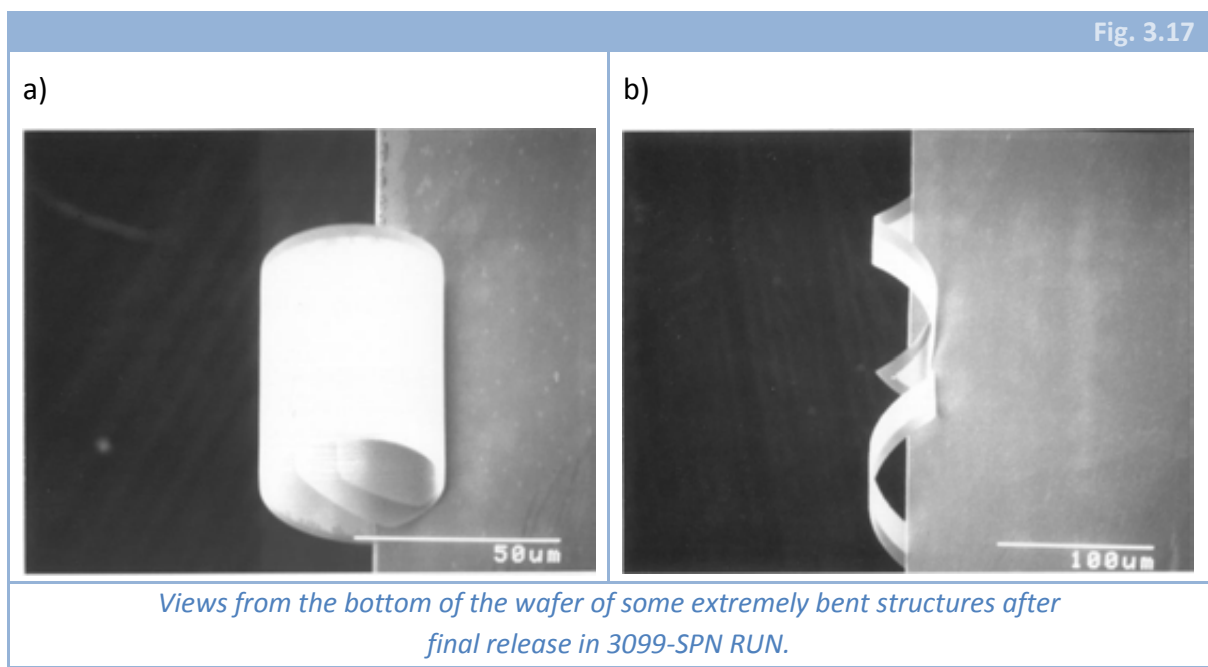 Fig. 3.17
a)
b)
50um
100um
Views from the bottom of the wafer of some extremely bent structures after
final release in 3099-SPN RUN.